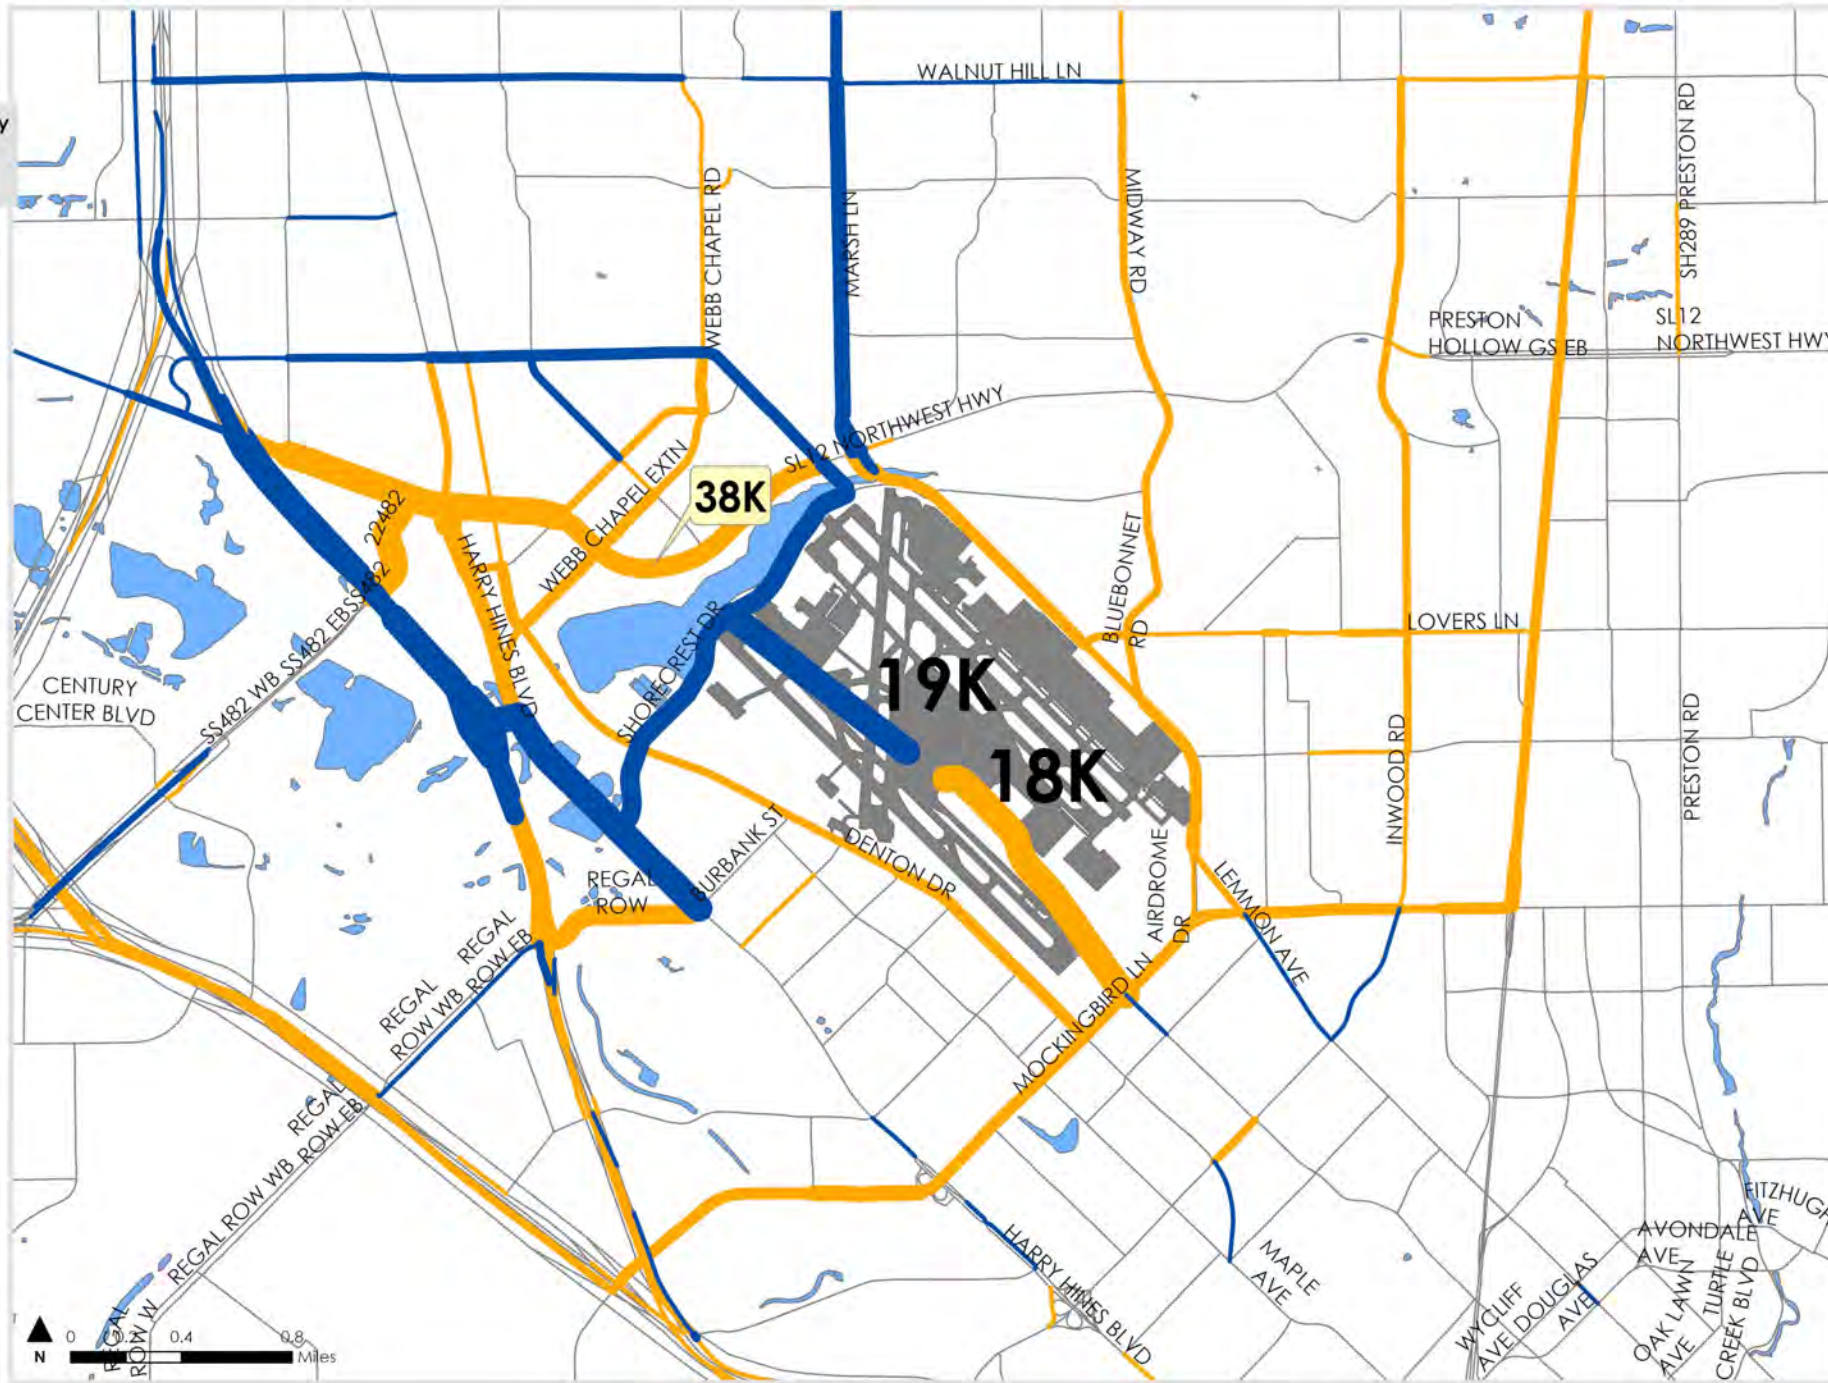 WALNUT HILL LN
y
WEBB CHAPEL RD
MARSH LN
MIDWAY RD
SH289 PRESTON RD
PRESTON
HOLLOW GS EB
SL12
NORTHWEST HWY
SL12 NORTHWEST HWY
38K
22482
WEBB CHAPEL EXTN
HARRY HINES BLVD
SS482 WB SS482 EBSS482
BLUEBONNET
RD
LOVERS LN
CENTURY
CENTER BLVD
SHORECREST DR
19K
18K
INWOOD RD
PRESTON RD
BURBANK ST
DENTON DR
REGAL
ROW
AIRDROME
DR
LEMMON AVE
REGAL
ROW EB
REGAL
ROW WB
MOCKINGBIRD LN
REGAL
ROW EB
REGAL ROW WB
HARRY HINES BLVD
MAPLE
AVE
FITZHUGH
AVE
AVONDALE
AVE
WYCLIFF
AVE
DOUGLAS
AVE
OAK LAWN
AVE
TURTLE
CREEK BLVD
REGAL
ROW W
N
0 0.2 0.4 0.8
Miles